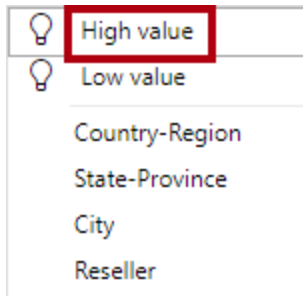 High value
Low value
Country-Region
State-Province
City
Reseller